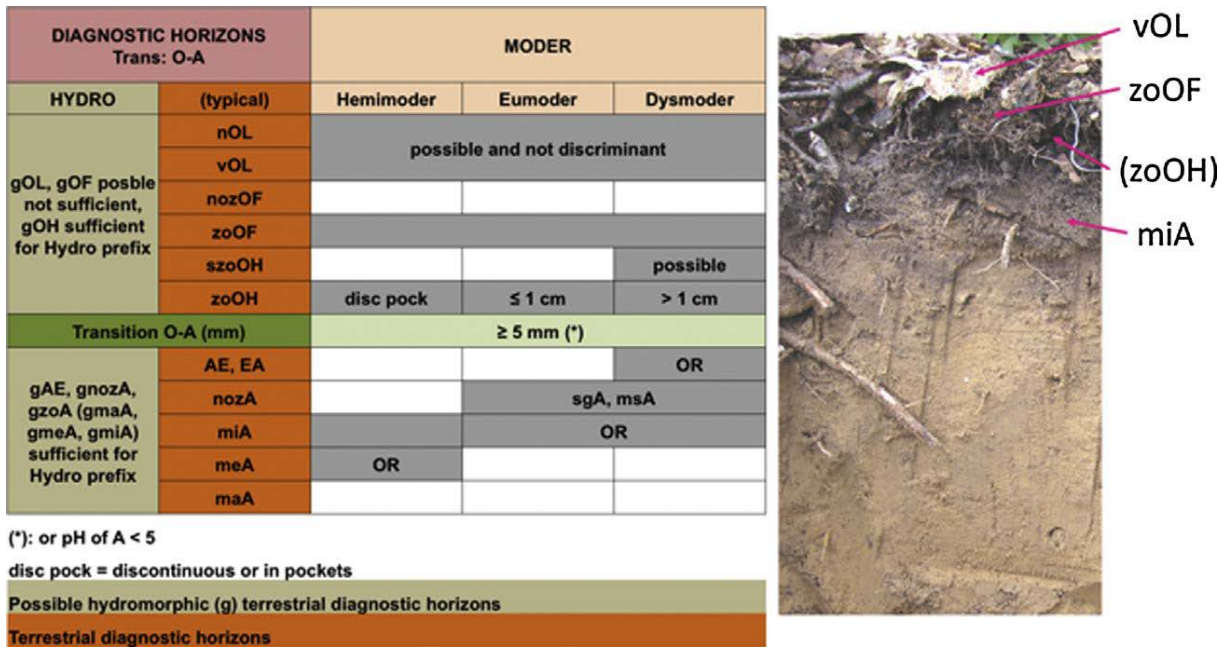 DIAGNOSTIC HORIZONS
Trans: O-A
MODER
HYDRO
(typical)
Hemimoder
Eumoder
Dysmoder
gOL, gOF posble
not sufficient,
gOH sufficient
for Hydro prefix
nOL
possible and not discriminant
vOL
nozOF
zoOF
szoOH
possible
zoOH
disc pock
≤ 1 cm
> 1 cm
Transition O-A (mm)
≥ 5 mm (*)
gAE, gnozA,
gzoA (gmaA,
gmeA, gmiA)
sufficient for
Hydro prefix
AE, EA
OR
nozA
sgA, msA
miA
OR
meA
OR
maA
(*): or pH of A < 5
disc pock = discontinuous or in pockets
Possible hydromorphic (g) terrestrial diagnostic horizons
Terrestrial diagnostic horizons
vOL
zoOF
(zoOH)
miA